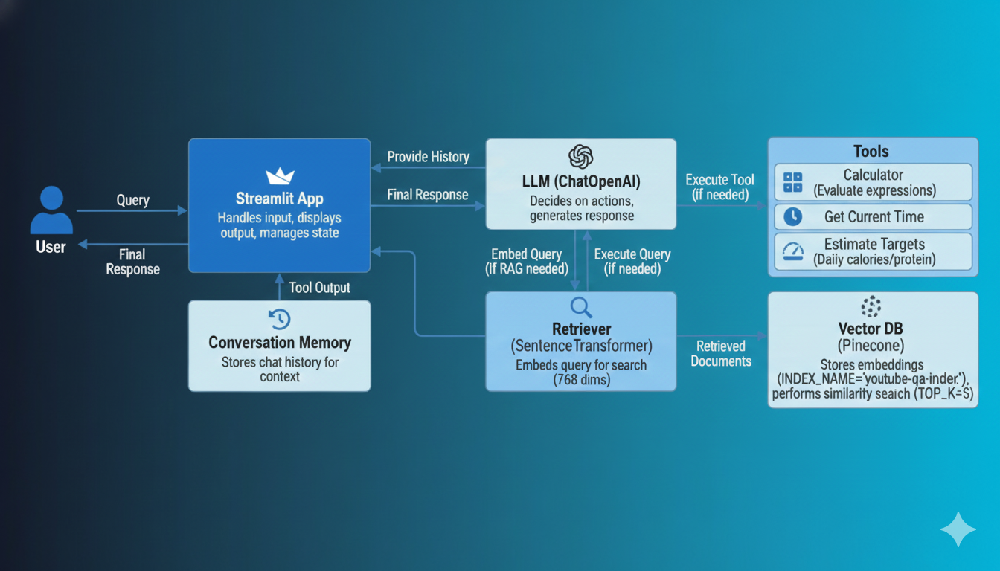 User
Query
Final
Response
Streamlit App
Handles input, displays
output, manages state
Tool Output
Conversation Memory
Stores chat history for
context
Provide History
Final Response
LLM (ChatOpenAI)
Decides on actions,
generates response
Embed Query
(if RAG needed)
Execute Query
(if needed)
Retriever
(SentenceTransformer)
Embeds query for search
(768 dims)
Execute Tool
(if needed)
Retrieved
Documents
Tools
Calculator
(Evaluate expressions)
Get Current Time
Estimate Targets
(Daily calories/protein)
Vector DB
(Pinecone)
Stores embeddings
(INDEX_NAME='youtube-qa-inder.'),
performs similarity search (TOP_K=S)